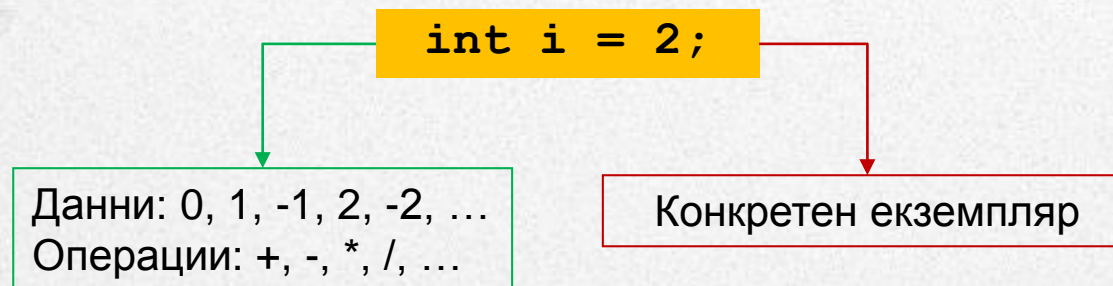 int i = 2;
Данни: 0, 1, -1, 2, -2, …
Операции: +, -, *, /, …
Конкретен екземпляр